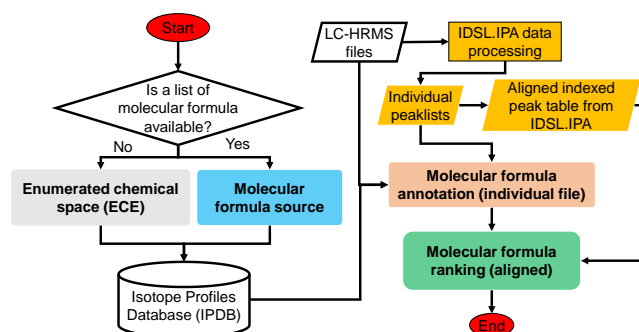 Start
Is a list of
molecular formula
available?
No
Yes
Enumerated chemical
space (ECE)
Molecular
formula source
Isotope Profiles
Database (IPDB)
LC-HRMS
files
IDSL.IPA data
processing
Individual
peaklists
Aligned indexed
peak table from
IDSL.IPA
Molecular formula
annotation (individual file)
Molecular formula
ranking (aligned)
End